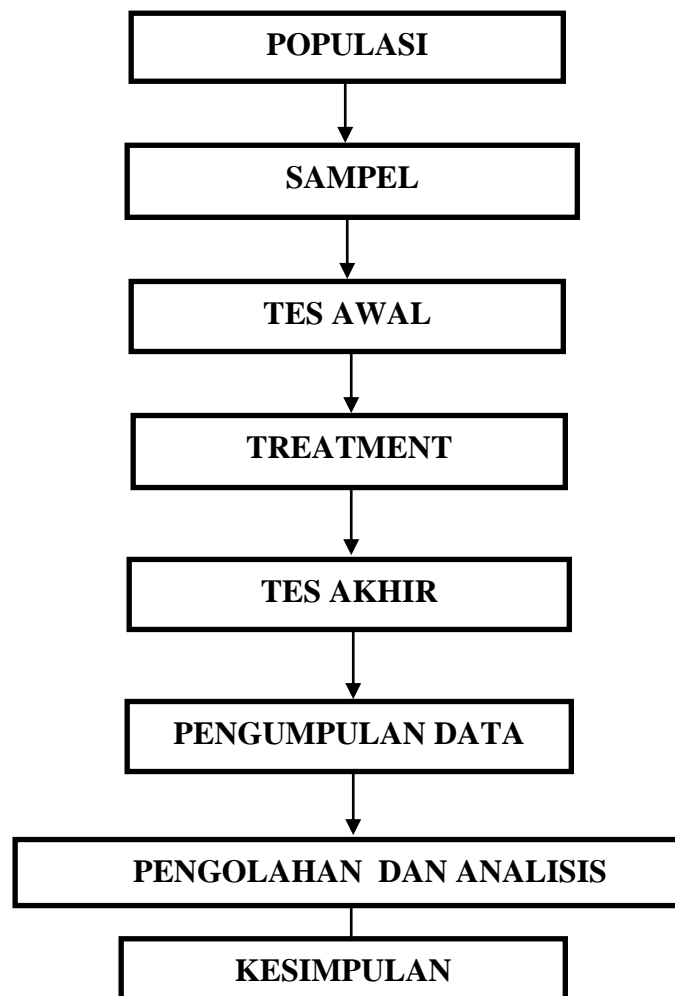 POPULASI
SAMPEL
TES AWAL
TREATMENT
TES AKHIR
PENGUMPULAN DATA
PENGOLAHAN DAN ANALISIS
KESIMPULAN